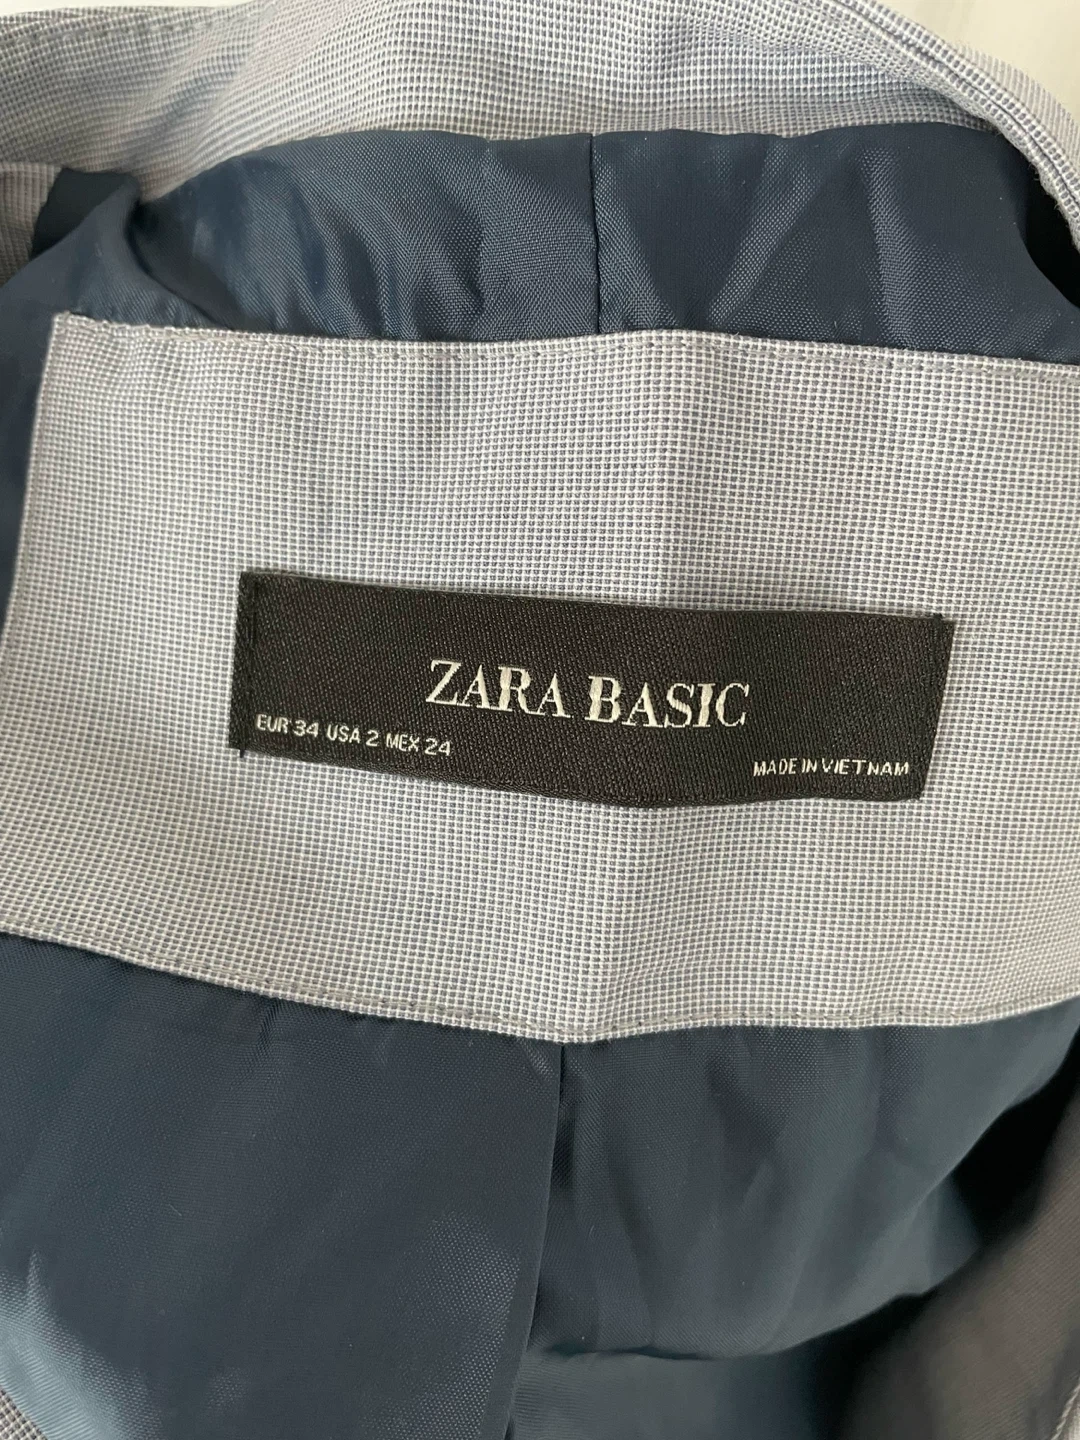 ZARA BASIC
EUR 34 USA 2 MEX 24
MADE IN VIETNAM